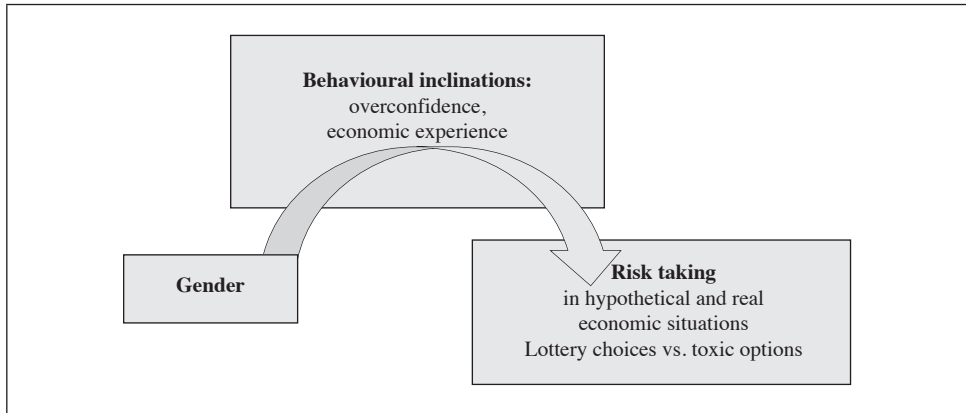 Behavioural inclinations:
overconfidence,
economic experience
Gender
Risk taking
in hypothetical and real
economic situations
Lottery choices vs. toxic options